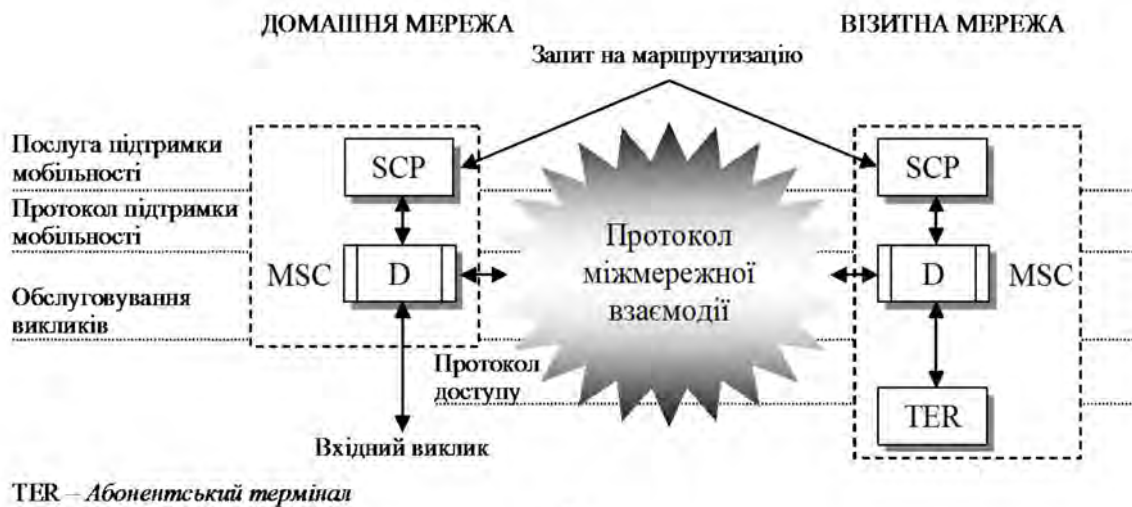 ДОМАШНЯ МЕРЕЖА
ВІЗИТНА МЕРЕЖА
Запит на маршрутизацію
Послуга підтримки
мобільності
SCP
SCP
Протокол підтримки
мобільності
MSC
D
Протокол
міжмережної
взаємодії
D
MSC
Обслуговування
викликів
Протокол
доступу
TER
Вхідний виклик
TER – Абонентський термінал